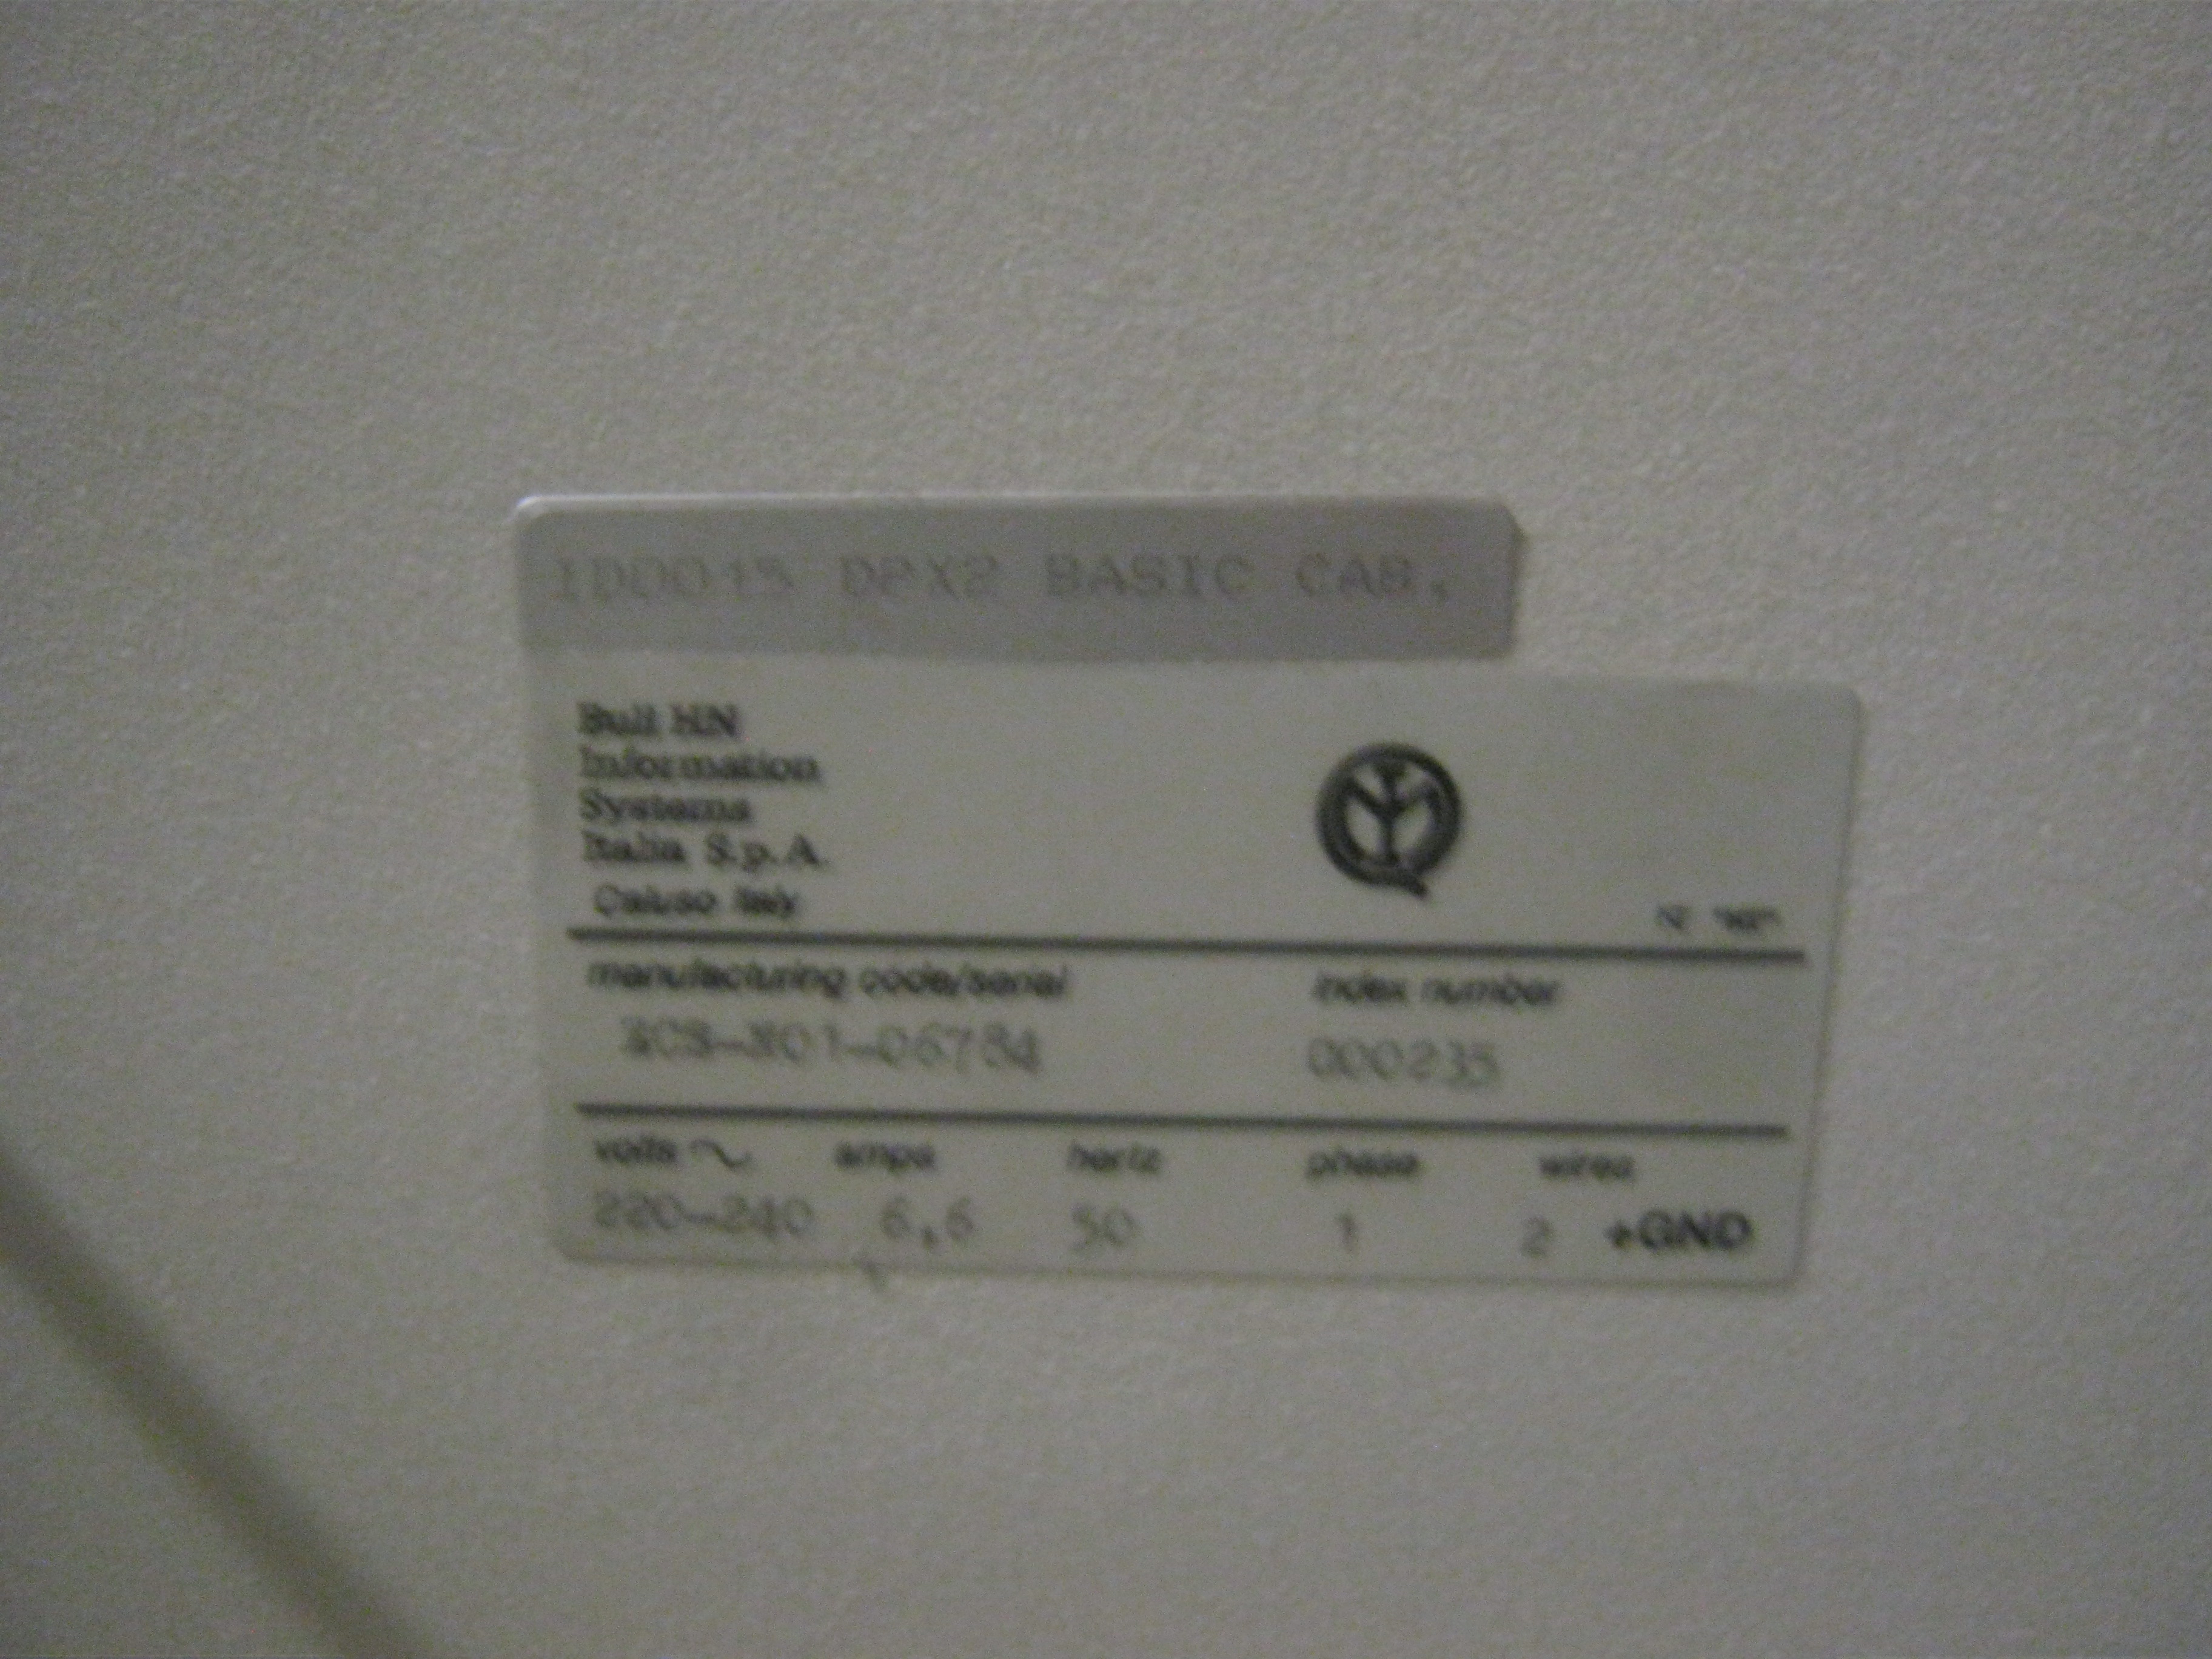 DPX2 BASIC CAB.
Bull HN
Information
Systems
Italia S.p.A.
Caluso Italy
manufacturing code/serial index number
000235
volts ~ amps hertz phase wires
220-240 6,6 50 1 2 +GND